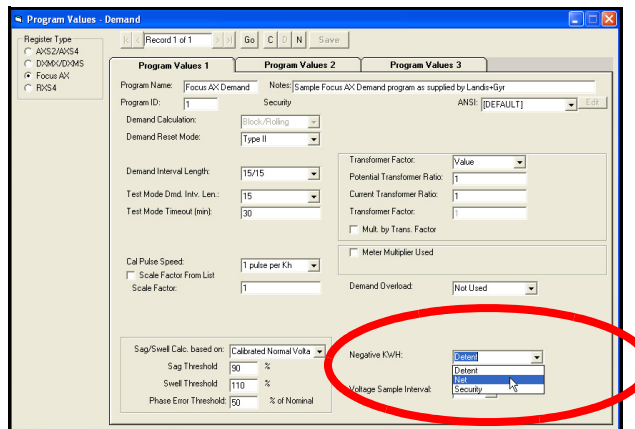 Program Values - Demand
Register Type
AXS2/AXS4
DXMX/DXMS
Focus AX
RXS4
Record 1 of 1
Go
C
D
N
Save
Program Values 1
Program Values 2
Program Values 3
Program Name:
Focus AX Demand
Notes:
Sample Focus AX Demand program as supplied by Landis+Gyr
Program ID:
1
Security
ANSI:
[DEFAULT]
Edit
Demand Calculation:
Block/Rolling
Demand Reset Mode:
Type II
Demand Interval Length:
15/15
Test Mode Dmd. Intv. Len.:
15
Test Mode Timeout (min):
30
Transformer Factor:
Value
Potential Transformer Ratio:
1
Current Transformer Ratio:
1
Transformer Factor:
1
Mult. by Trans. Factor
Meter Multiplier Used
Cal Pulse Speed:
1 pulse per Kh
Scale Factor From List
Scale Factor:
1
Demand Overload:
Not Used
Sag/Swell Calc. based on:
Calibrated Normal Volta
Sag Threshold
90
%
Swell Threshold
110
%
Phase Error Threshold:
50
% of Nominal
Negative KWH:
Detent
Detent
Net
Security
Voltage Sample Interval: